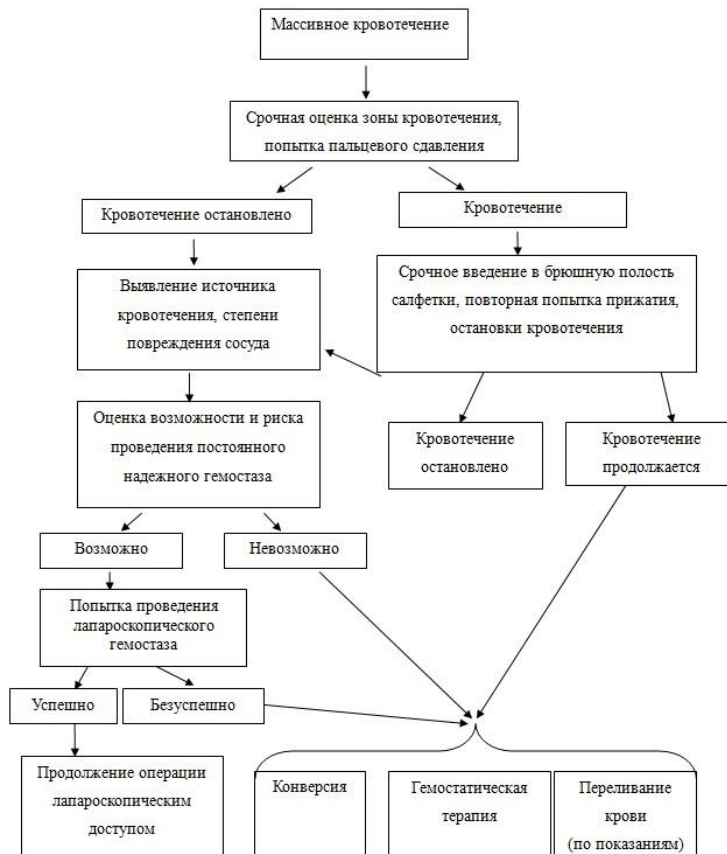 Массивное кровотечение
Срочная оценка зоны кровотечения,
попытка пальцевого сдавления
Кровотечение остановлено
Кровотечение
Выявление источника
кровотечения, степени
повреждения сосуда
Срочное введение в брюшную полость
салфетки, повторная попытка прижатия,
остановки кровотечения
Оценка возможности и риска
проведения постоянного
надежного гемостаза
Кровотечение
остановлено
Кровотечение
продолжается
Возможно
Невозможно
Попытка проведения
лапароскопического
гемостаза
Успешно
Безуспешно
Продолжение операции
лапароскопическим
доступом
Конверсия
Гемостатическая
терапия
Переливание
крови
(по показаниям)